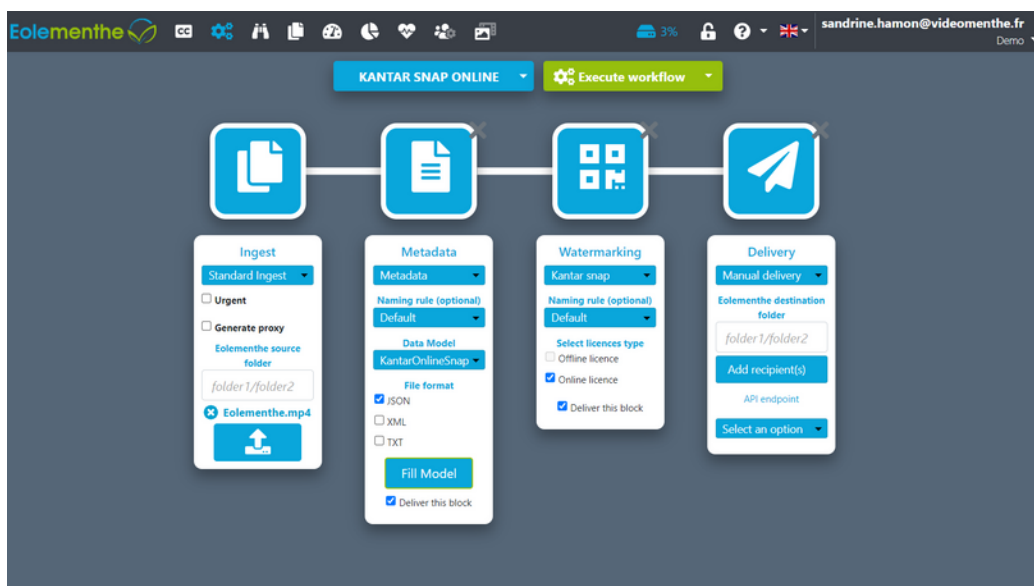 Eolementhe
CC
3%
sandrine.hamon@videomenthe.fr
Demo
KANTAR SNAP ONLINE
Execute workflow
Ingest
Standard Ingest
Urgent
Generate proxy
Eolementhe source
folder
folder1/folder2
Eolementhe.mp4
Metadata
Metadata
Naming rule (optional)
Default
Data Model
KantarOnlineSnap
File format
JSON
XML
TXT
Fill Model
Deliver this block
Watermarking
Kantar snap
Naming rule (optional)
Default
Select licences type
Offline licence
Online licence
Deliver this block
Delivery
Manual delivery
Eolementhe destination
folder
folder1/folder2
Add recipient(s)
API endpoint
Select an option